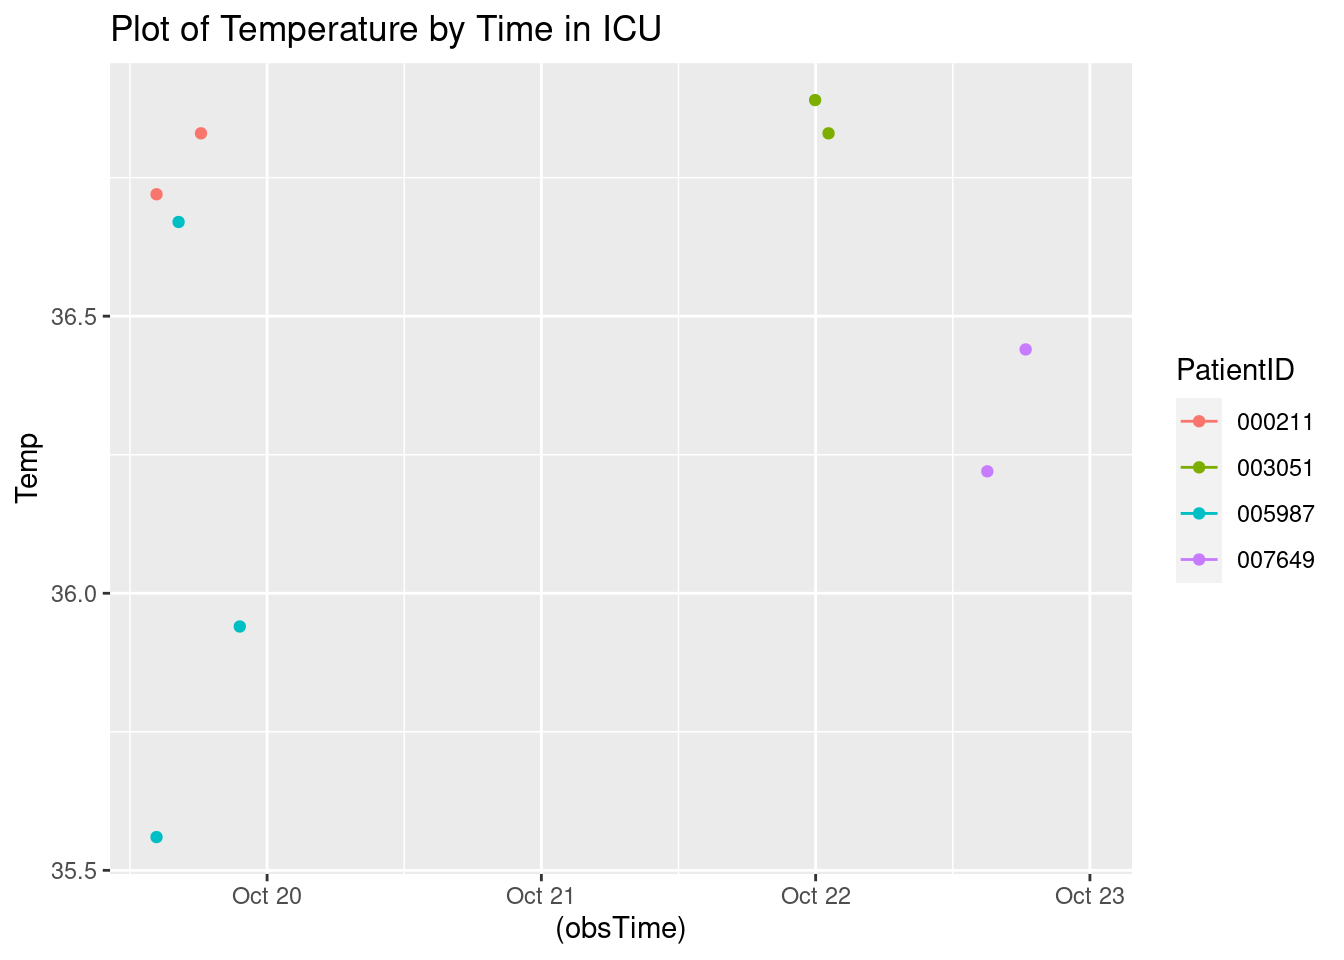 Plot of Temperature by Time in ICU
Temp
36.5
36.0
35.5
Oct 20
Oct 21
Oct 22
Oct 23
(obsTime)
PatientID
000211
003051
005987
007649